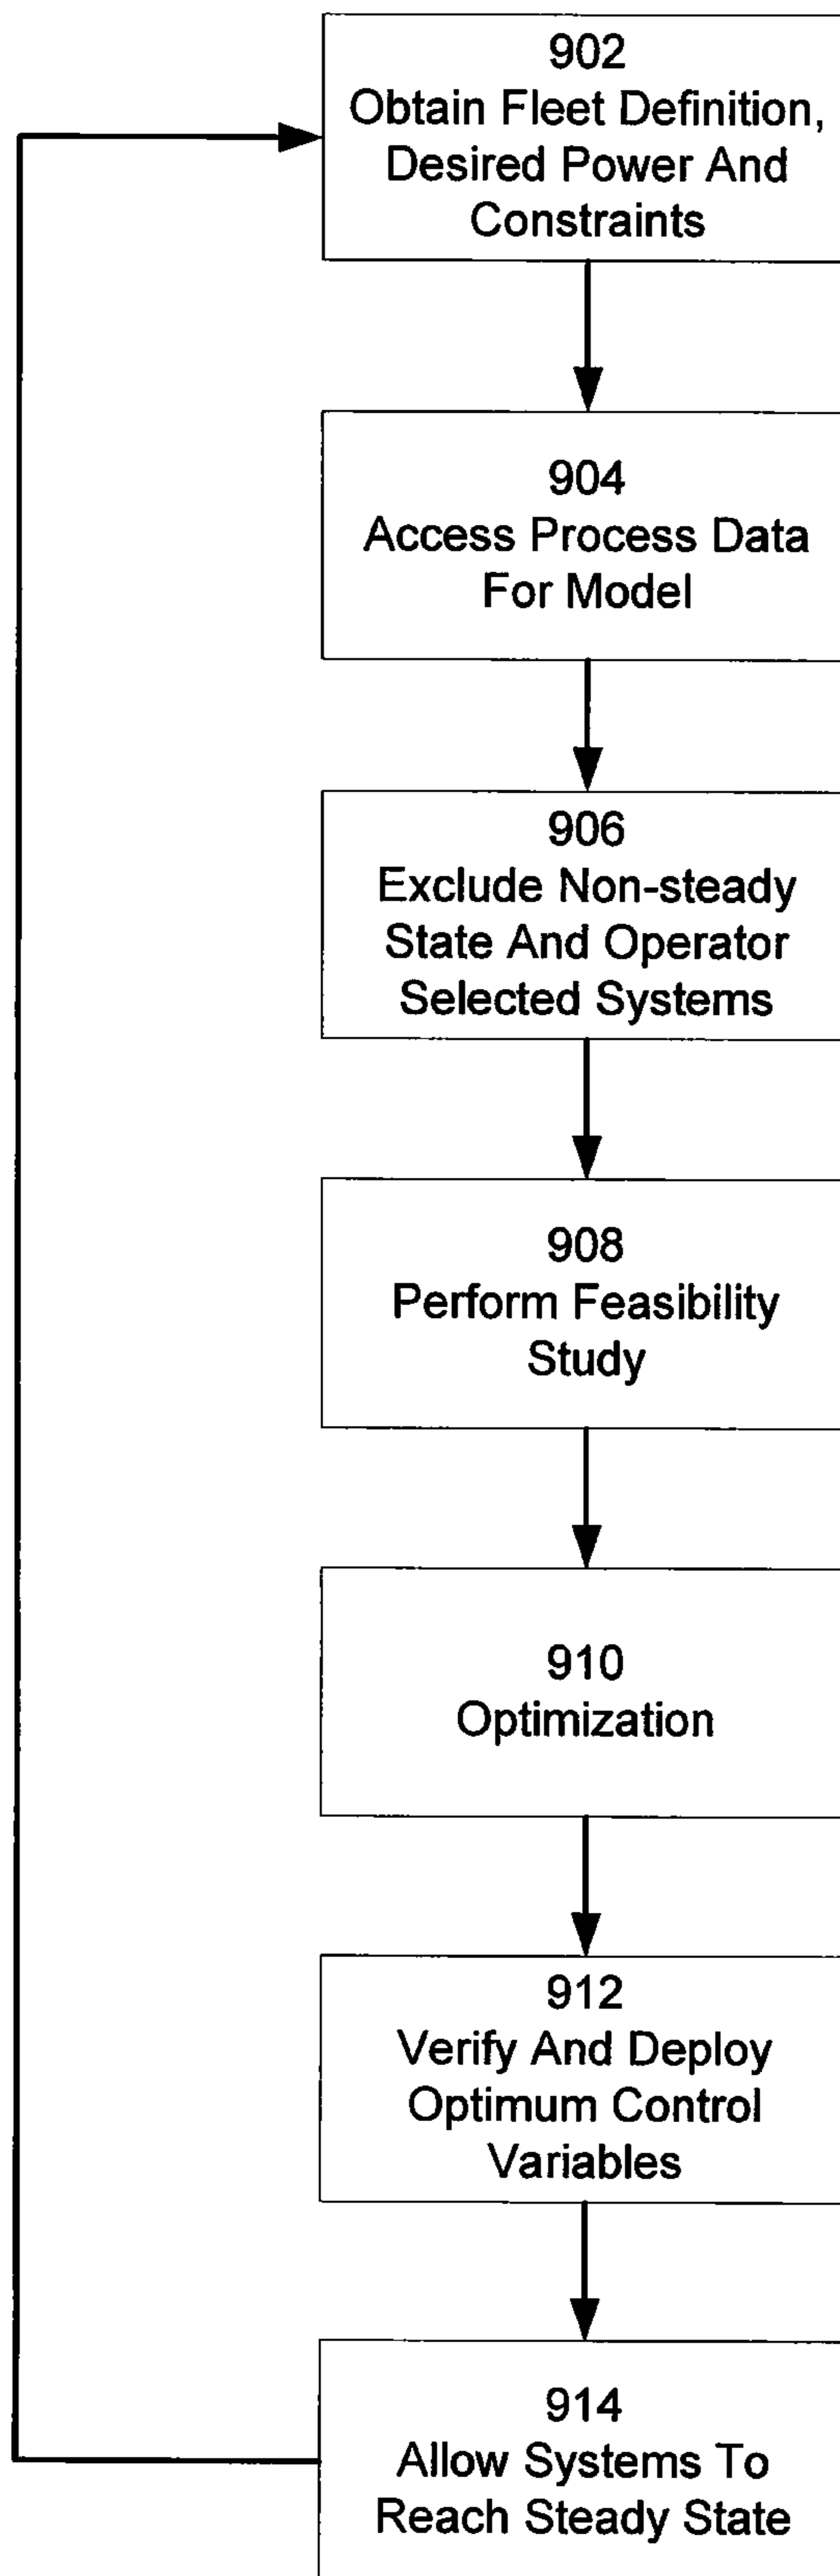 902
Obtain Fleet Definition,
Desired Power And
Constraints
904
Access Process Data
For Model
906
Exclude Non-steady
State And Operator
Selected Systems
908
Perform Feasibility
Study
910
Optimization
912
Verify And Deploy
Optimum Control
Variables
914
Allow Systems To
Reach Steady State